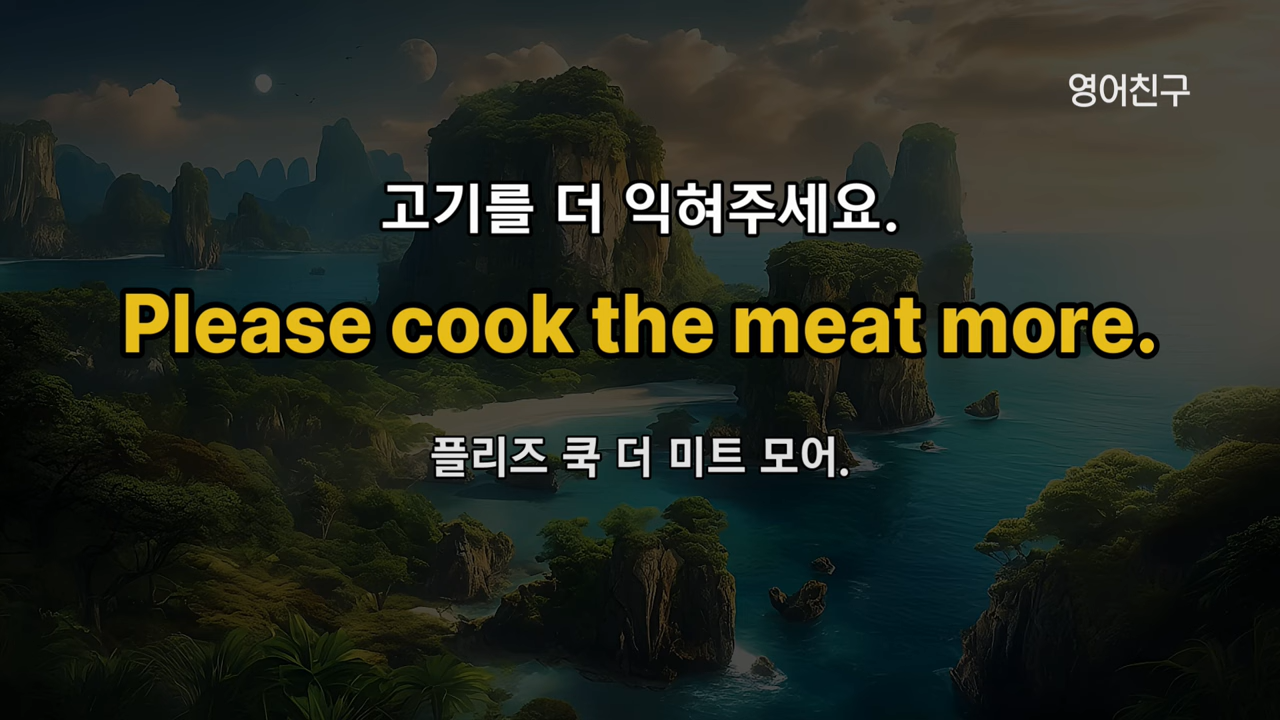 영어친구
고기를 더 익혀주세요.
Please cook the meat more.
플리즈 쿡 더 미트 모어.